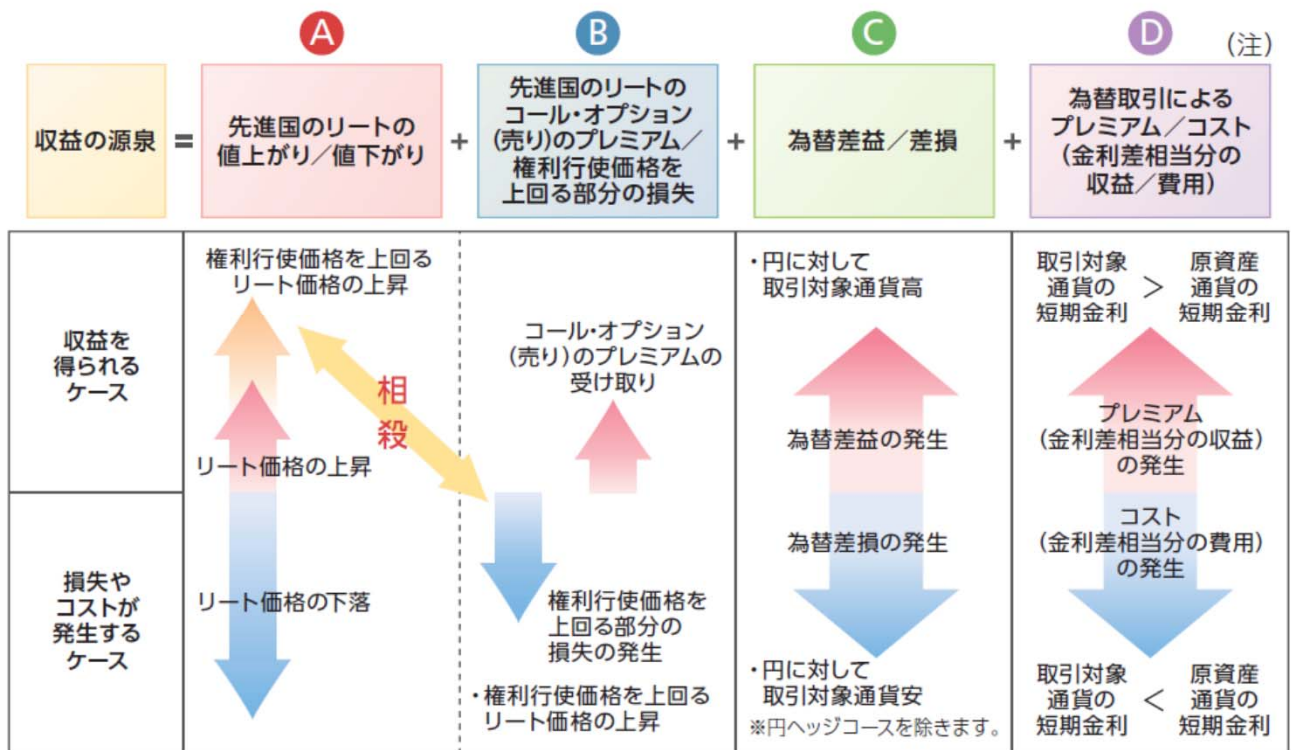 A
B
C
D
(注)
収益の源泉
=
先進国のリートの
値上がり／値下がり
+
先進国のリートの
コール・オプション
(売り)のプレミアム／
権利行使価格を
上回る部分の損失
+
為替差益／差損
+
為替取引による
プレミアム／コスト
(金利差相当分の
収益／費用)
収益を
得られる
ケース
権利行使価格を上回る
リート価格の上昇
相
殺
リート価格の上昇
コール・オプション
(売り)のプレミアムの
受け取り
・円に対して
取引対象通貨高
為替差益の発生
取引対象
通貨の
短期金利
＞
原資産
通貨の
短期金利
プレミアム
(金利差相当分の収益)
の発生
損失や
コストが
発生する
ケース
リート価格の下落
権利行使価格を
上回る部分の
損失の発生
・権利行使価格を上回る
リート価格の上昇
為替差損の発生
・円に対して
取引対象通貨安
※円ヘッジコースを除きます。
コスト
(金利差相当分の費用)
の発生
取引対象
通貨の
短期金利
＜
原資産
通貨の
短期金利